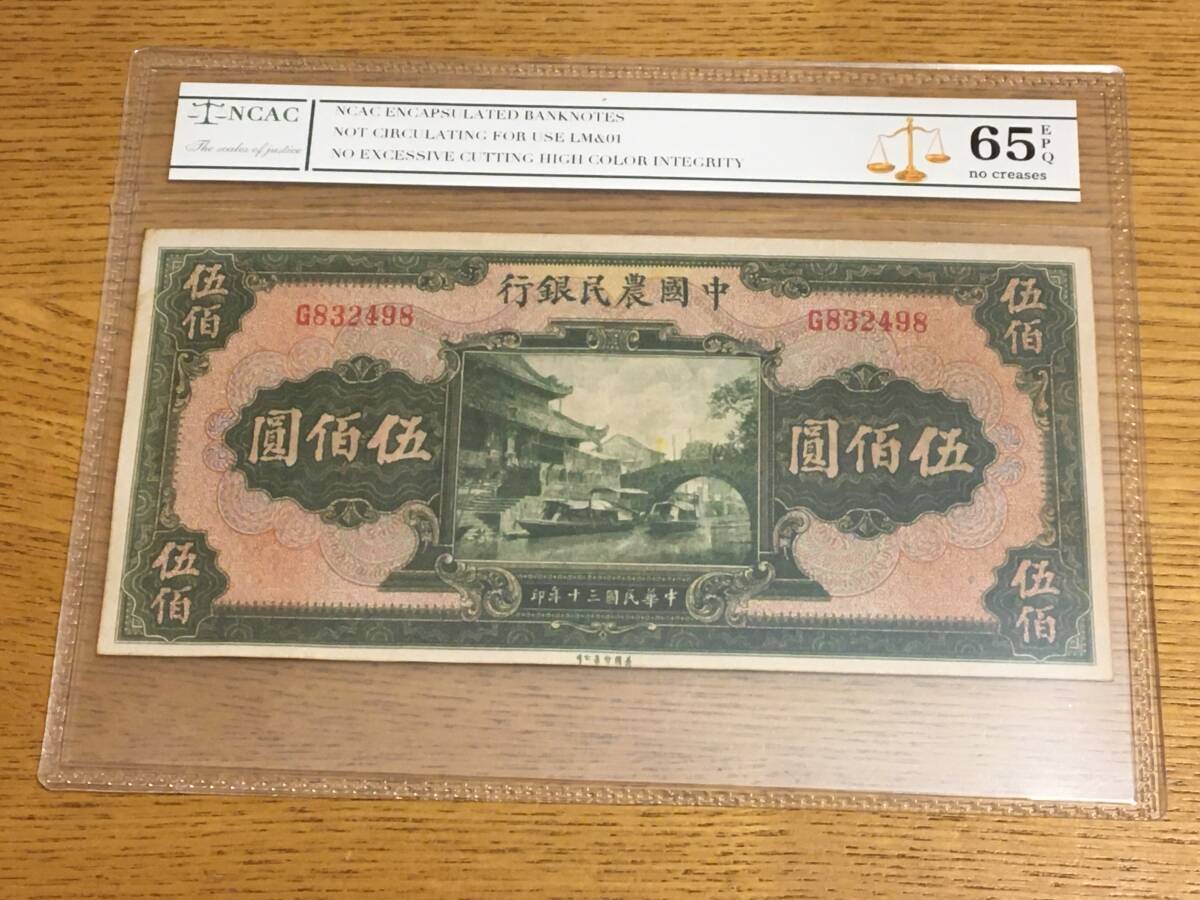 NCAC
The scales of justice
NCAC ENCAPSULATED BANKNOTES
NOT CIRCULATING FOR USE LM&01
NO EXCESSIVE CUTTING HIGH COLOR INTEGRITY
65 EPQ
no creases
行銀民農國中
伍佰
伍佰
G832498
G832498
圓佰伍
圓佰伍
伍佰
伍佰
印年十三國民華中